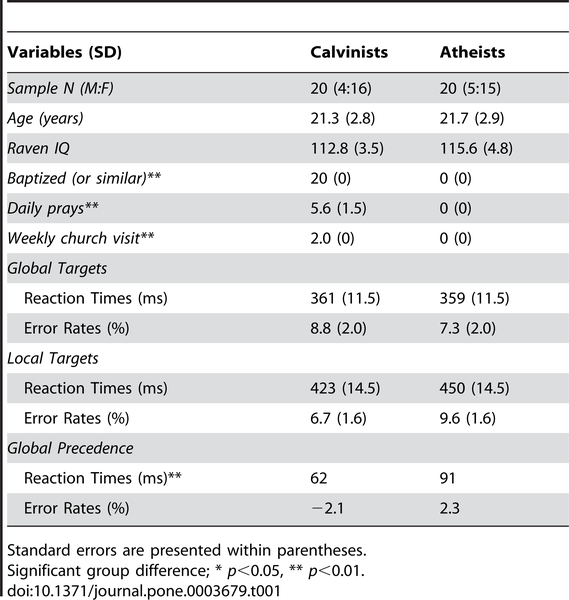 Variables (SD) Calvinists Atheists
Sample N (M:F) 20 (4:16) 20 (5:15)
Age (years) 21.3 (2.8) 21.7 (2.9)
Raven IQ 112.8 (3.5) 115.6 (4.8)
Baptized (or similar)** 20 (0) 0 (0)
Daily prays** 5.6 (1.5) 0 (0)
Weekly church visit** 2.0 (0) 0 (0)
Global Targets
Reaction Times (ms) 361 (11.5) 359 (11.5)
Error Rates (%) 8.8 (2.0) 7.3 (2.0)
Local Targets
Reaction Times (ms) 423 (14.5) 450 (14.5)
Error Rates (%) 6.7 (1.6) 9.6 (1.6)
Global Precedence
Reaction Times (ms)** 62 91
Error Rates (%) −2.1 2.3
Standard errors are presented within parentheses.
Significant group difference; * p<0.05, ** p<0.01.
doi:10.1371/journal.pone.0003679.t001